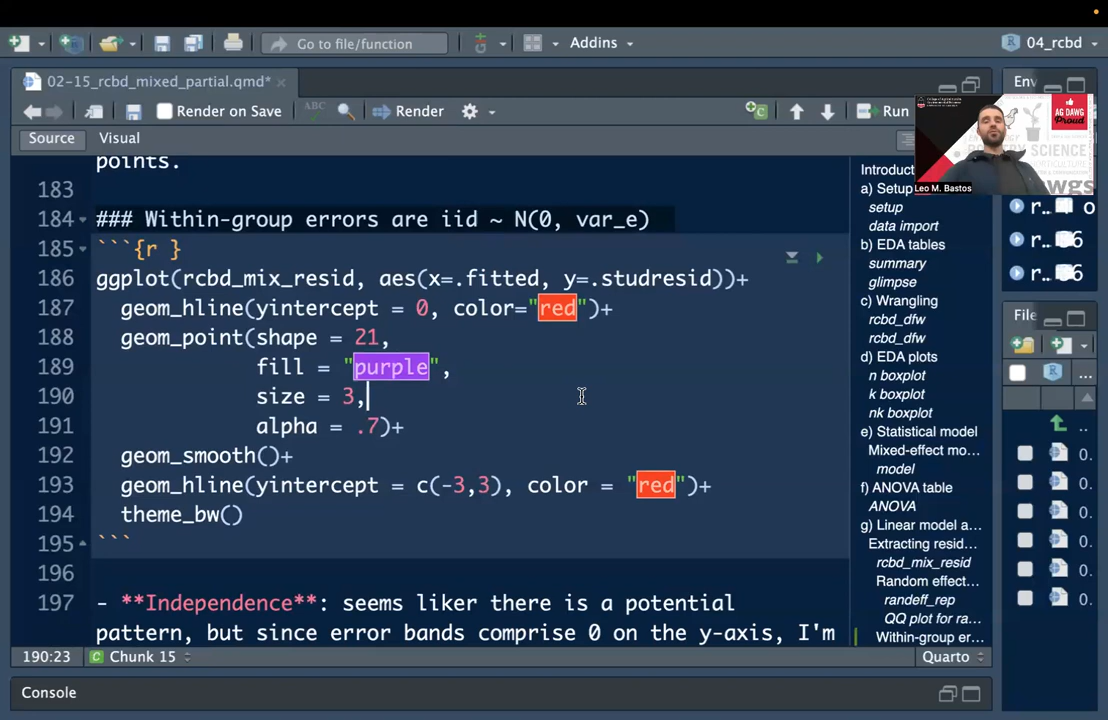 Go to file/function
Addins
04_rcbd
02-15_rcbd_mixed_partial.qmd*
Env
Render on Save
ABC
Render
Run
Source
Visual
AG DAWG
Proud
Leo M. Bastos
points.
183
184 ### Within-group errors are iid ~ N(0, var_e)
185 ```{r }
186 ggplot(rcbd_mix_resid, aes(x=.fitted, y=.studresid))+
187 geom_hline(yintercept = 0, color="red")+
188 geom_point(shape = 21,
189 fill = "purple",
190 size = 3,
191 alpha = .7)+
192 geom_smooth()+
193 geom_hline(yintercept = c(-3,3), color = "red")+
194 theme_bw()
195 ```
196
197 - **Independence**: seems liker there is a potential
pattern, but since error bands comprise 0 on the y-axis, I'm
Introduct
a) Setup
setup
data import
b) EDA tables
summary
glimpse
c) Wrangling
rcbd_dfw
rcbd_dfw
d) EDA plots
n boxplot
k boxplot
nk boxplot
e) Statistical model
Mixed-effect mo...
model
f) ANOVA table
ANOVA
g) Linear model a...
Extracting resid...
rcbd_mix_resid
Random effect...
randeff_rep
QQ plot for ra...
Within-group er...
File
190:23
Chunk 15
Quarto
Console